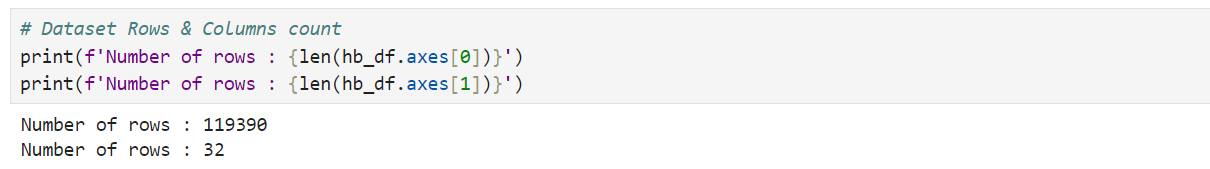 # Dataset Rows & Columns count
print(f'Number of rows : {len(hb_df.axes[0])}')
print(f'Number of rows : {len(hb_df.axes[1])}')
Number of rows : 119390
Number of rows : 32